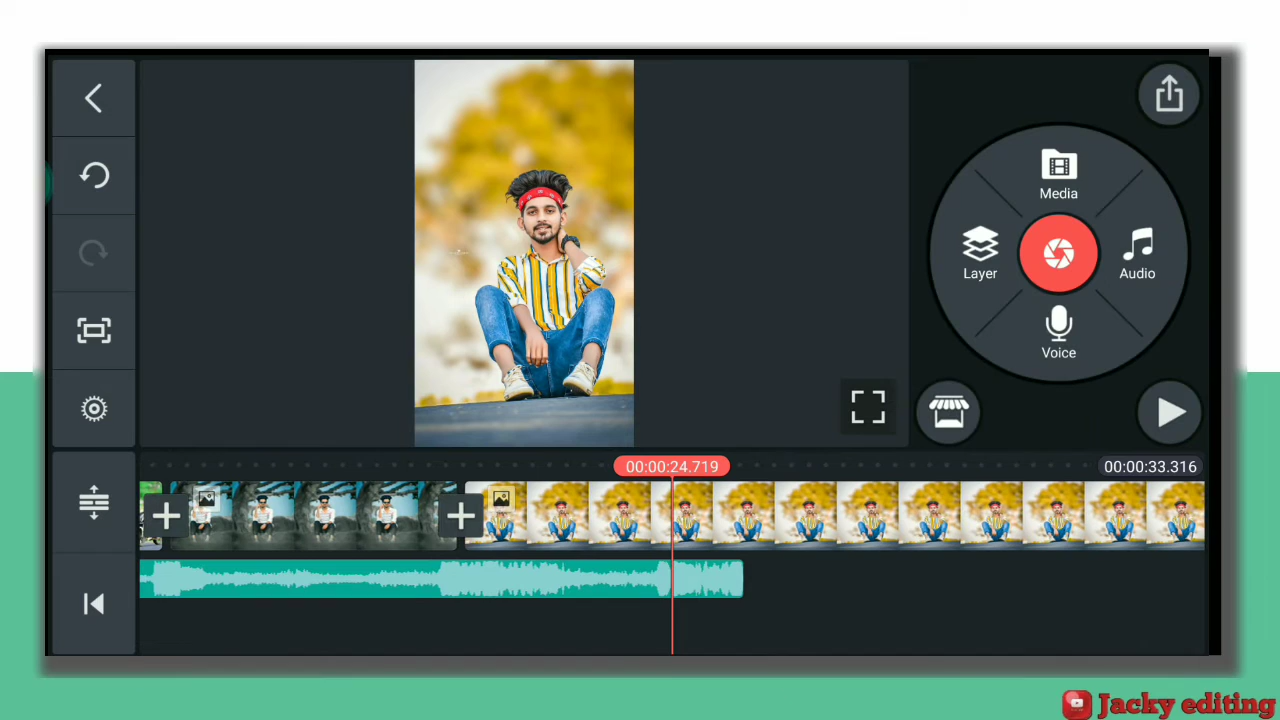 Media
Layer
Audio
Voice
00:00:24.719
00:00:33.316
Jacky editing